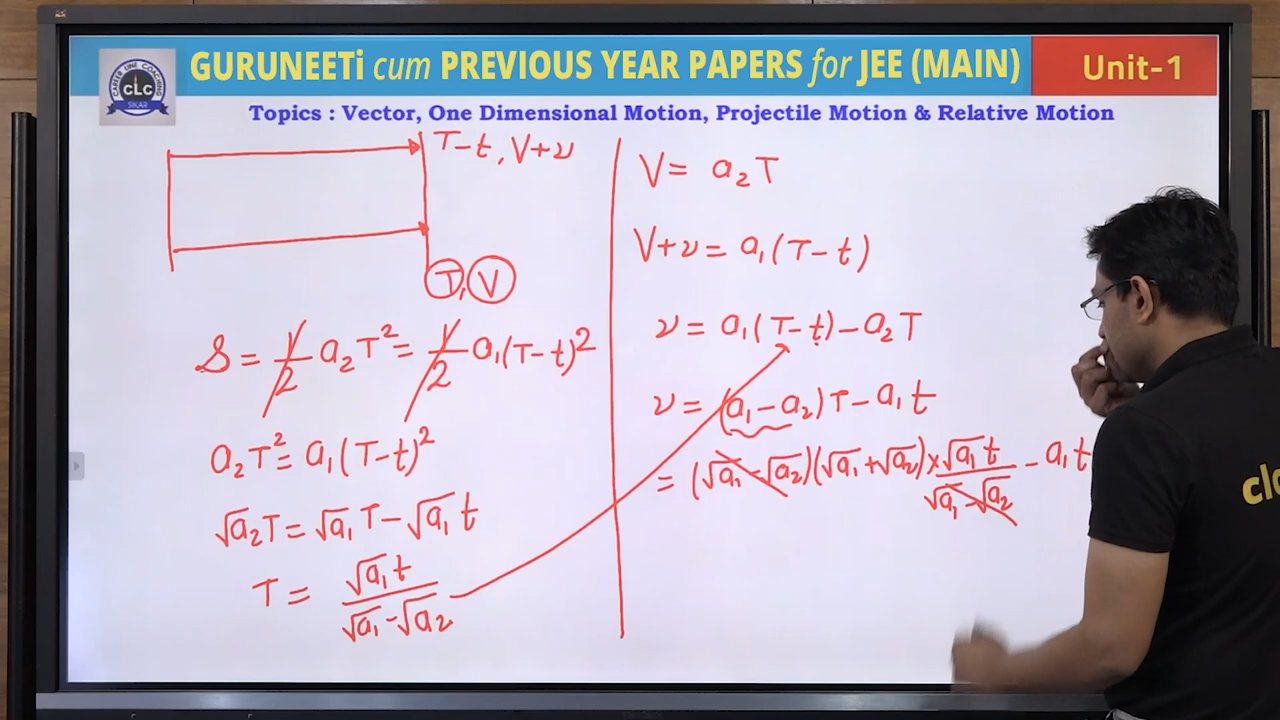 GURUNEETi cum PREVIOUS YEAR PAPERS for JEE (MAIN)
Unit-1
CAREER LINE COACHING
CLC
SIKAR
Topics : Vector, One Dimensional Motion, Projectile Motion & Relative Motion
T-t, V+v
T, V
S = 1/2 a₂T² = 1/2 a₁(T-t)²
a₂T² = a₁(T-t)²
√a₂T = √a₁ T - √a₁ t
T = √a₁ t / √a₁ - √a₂
V = a₂T
V+v = a₁(T-t)
v = a₁(T-t) - a₂T
v = (a₁-a₂)T - a₁t
= (√a₁ - √a₂)(√a₁ + √a₂) × √a₁ t / √a₁ - √a₂ - a₁t
clc